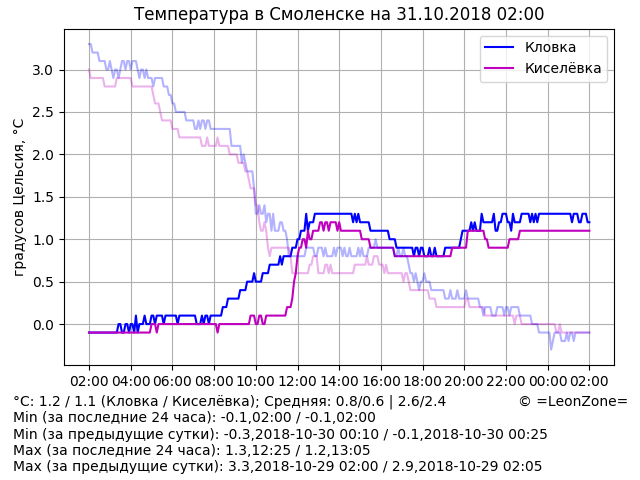 Температура в Смоленске на 31.10.2018 02:00
Кловка
Киселёвка
градусов Цельсия, °C
3.0
2.5
2.0
1.5
1.0
0.5
0.0
02:00 04:00 06:00 08:00 10:00 12:00 14:00 16:00 18:00 20:00 22:00 00:00 02:00
°C: 1.2 / 1.1 (Кловка / Киселёвка); Средняя: 0.8/0.6 | 2.6/2.4 © =LeonZone=
Min (за последние 24 часа): -0.1,02:00 / -0.1,02:00
Min (за предыдущие сутки): -0.3,2018-10-30 00:10 / -0.1,2018-10-30 00:25
Max (за последние 24 часа): 1.3,12:25 / 1.2,13:05
Max (за предыдущие сутки): 3.3,2018-10-29 02:00 / 2.9,2018-10-29 02:05